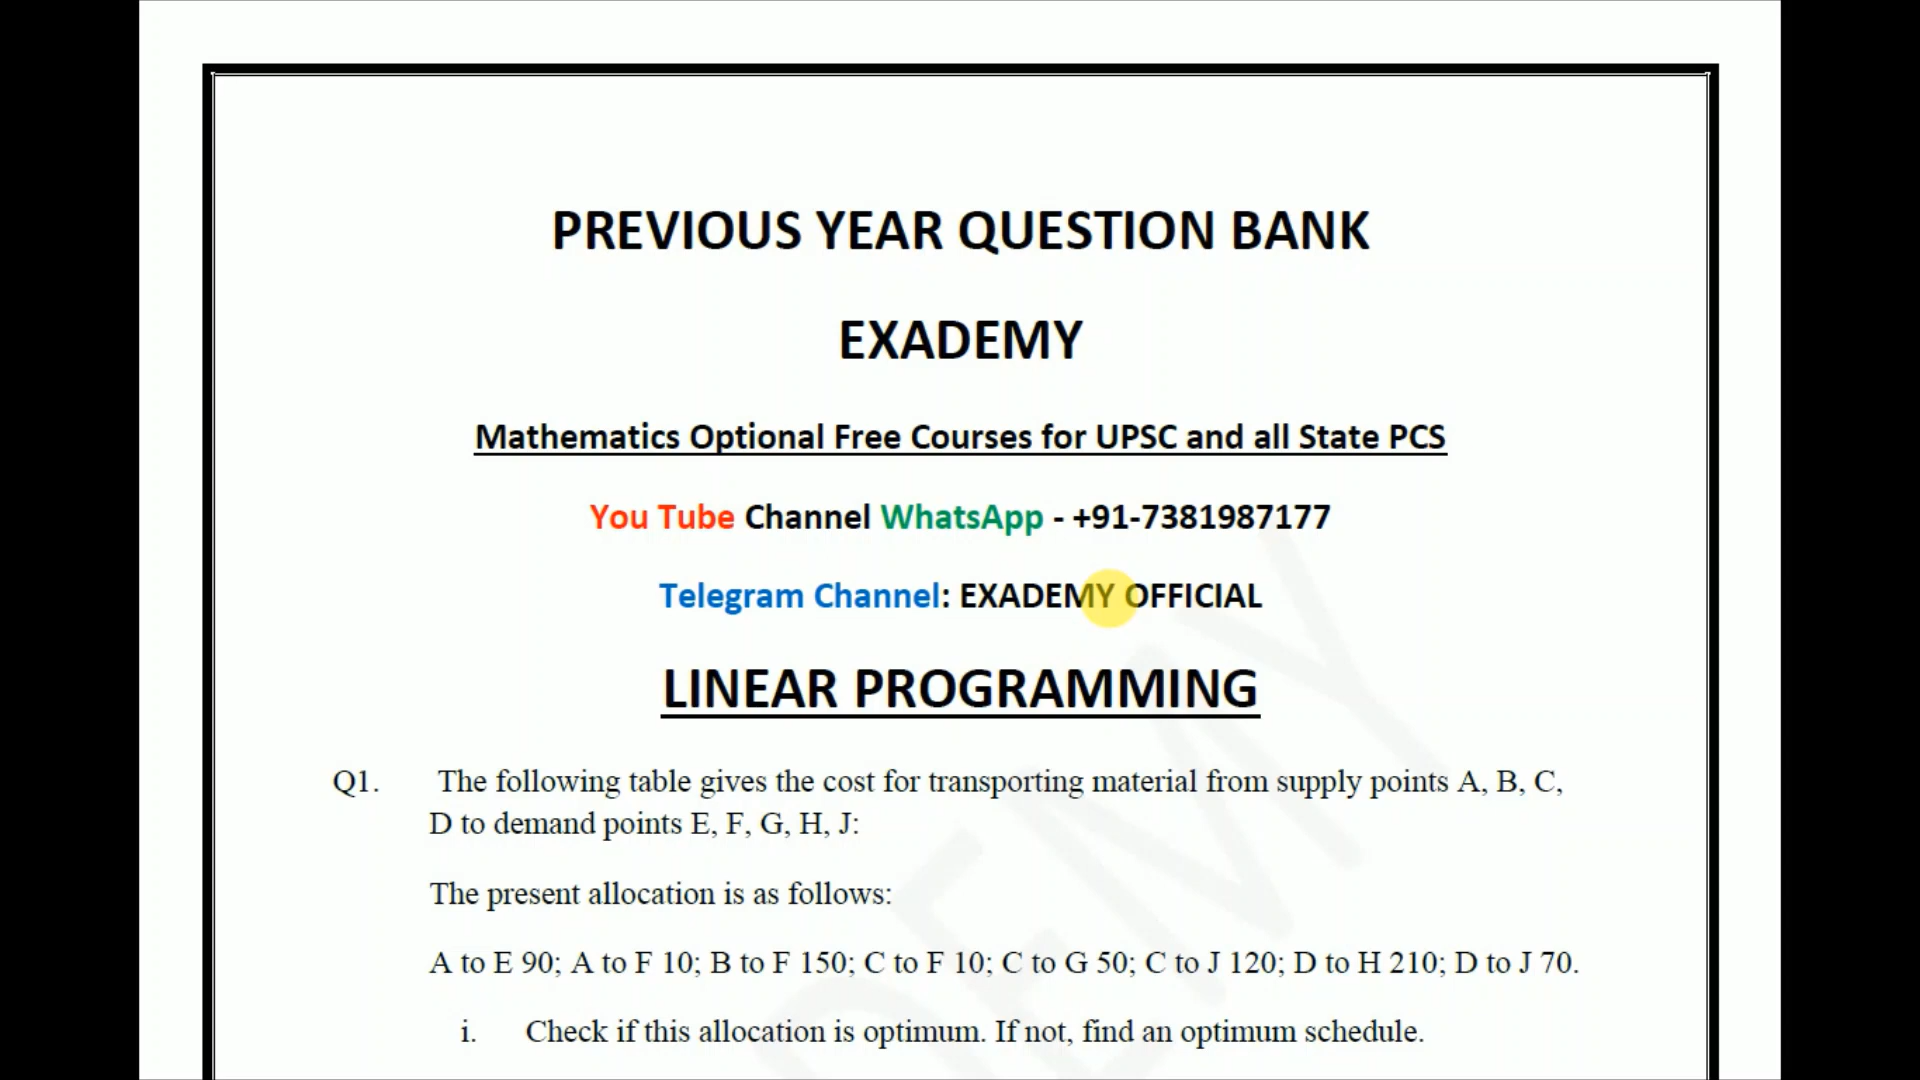 PREVIOUS YEAR QUESTION BANK
EXADEMY
Mathematics Optional Free Courses for UPSC and all State PCS
You Tube Channel WhatsApp - +91-7381987177
Telegram Channel: EXADEMY OFFICIAL
LINEAR PROGRAMMING
Q1. The following table gives the cost for transporting material from supply points A, B, C,
D to demand points E, F, G, H, J:
The present allocation is as follows:
A to E 90; A to F 10; B to F 150; C to F 10; C to G 50; C to J 120; D to H 210; D to J 70.
i. Check if this allocation is optimum. If not, find an optimum schedule.